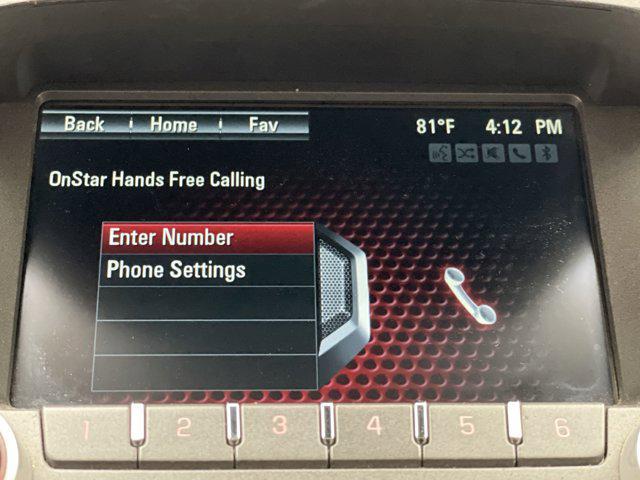 Back Home Fav 81°F 4:12 PM
OnStar Hands Free Calling
Enter Number
Phone Settings
1 2 3 4 5 6